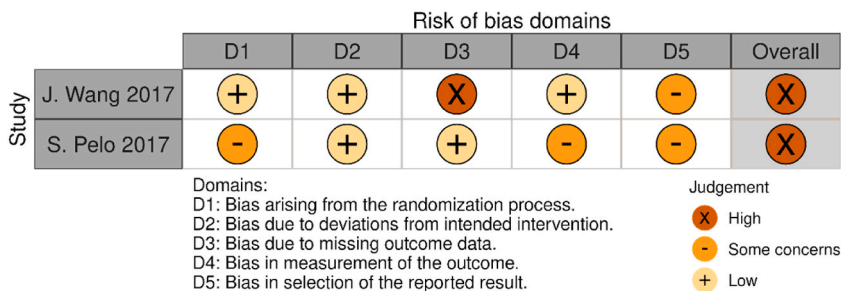 Risk of bias domains
D1 D2 D3 D4 D5 Overall
Study
J. Wang 2017 + + X + - X
S. Pelo 2017 - + + - - X
Domains:
D1: Bias arising from the randomization process.
D2: Bias due to deviations from intended intervention.
D3: Bias due to missing outcome data.
D4: Bias in measurement of the outcome.
D5: Bias in selection of the reported result.
Judgement
X High
- Some concerns
+ Low